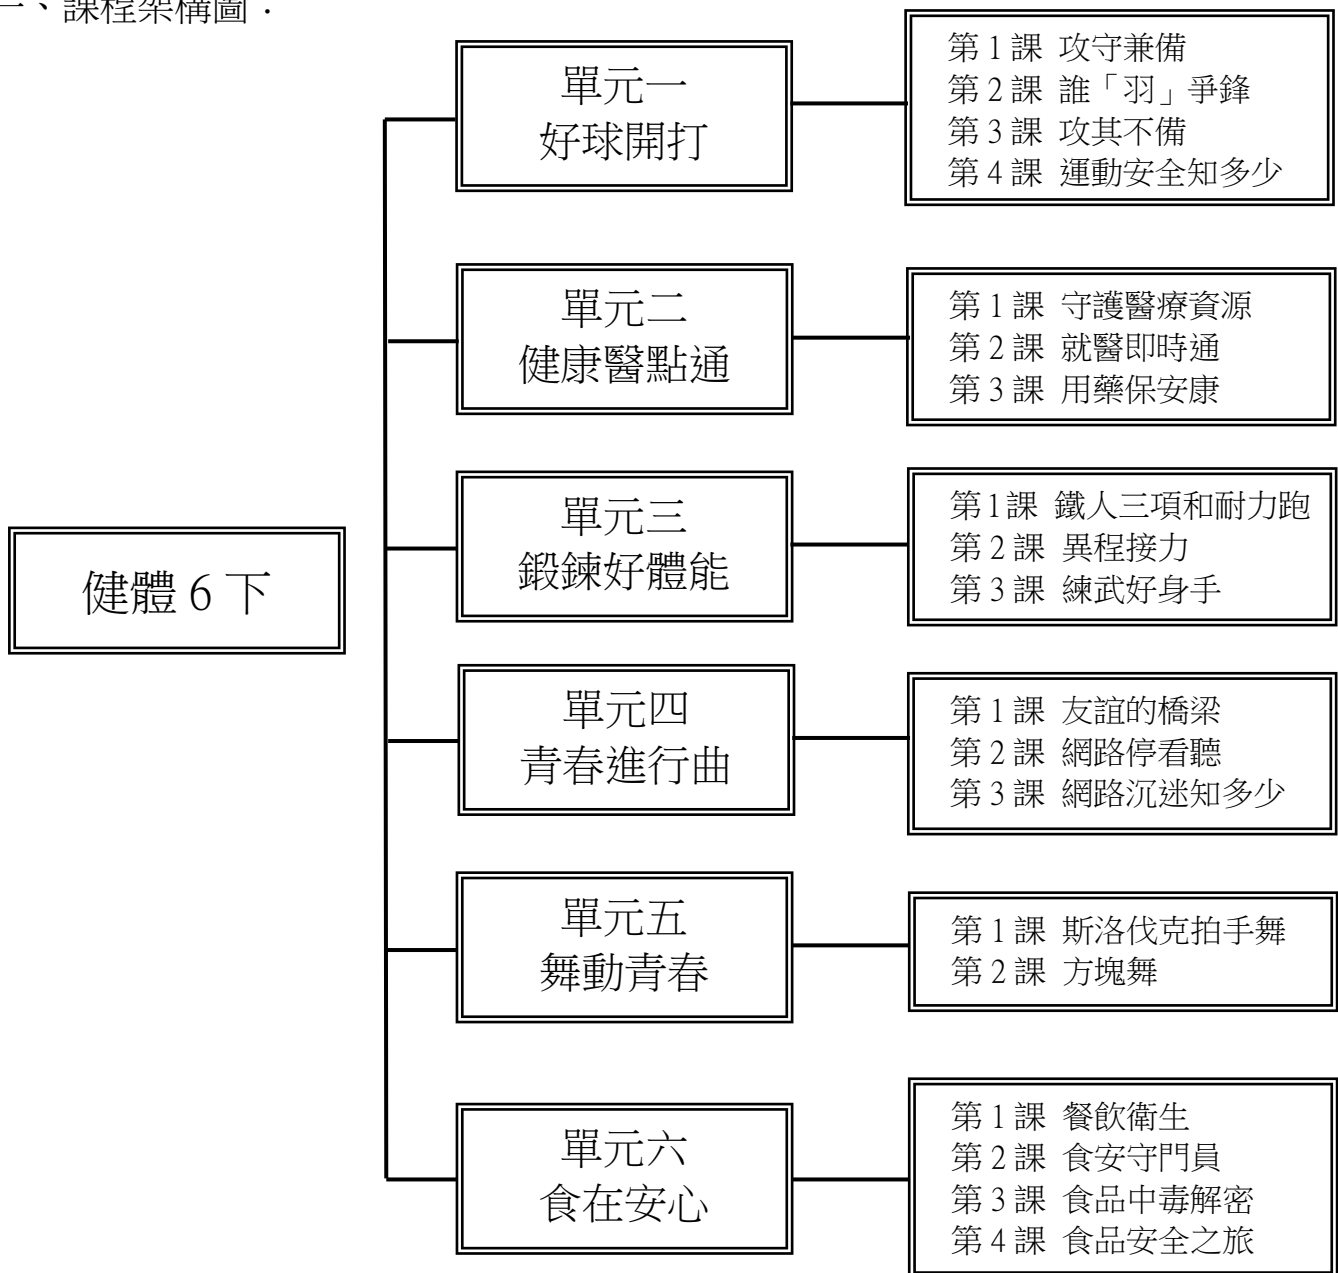 一、課程架構圖：
健體 6 下
單元一
好球開打
第 1 課 攻守兼備
第 2 課 誰「羽」爭鋒
第 3 課 攻其不備
第 4 課 運動安全知多少
單元二
健康醫點通
第 1 課 守護醫療資源
第 2 課 就醫即時通
第 3 課 用藥保安康
單元三
鍛鍊好體能
第 1 課 鐵人三項和耐力跑
第 2 課 異程接力
第 3 課 練武好身手
單元四
青春進行曲
第 1 課 友誼的橋梁
第 2 課 網路停看聽
第 3 課 網路沉迷知多少
單元五
舞動青春
第 1 課 斯洛伐克拍手舞
第 2 課 方塊舞
單元六
食在安心
第 1 課 餐飲衛生
第 2 課 食安守門員
第 3 課 食品中毒解密
第 4 課 食品安全之旅